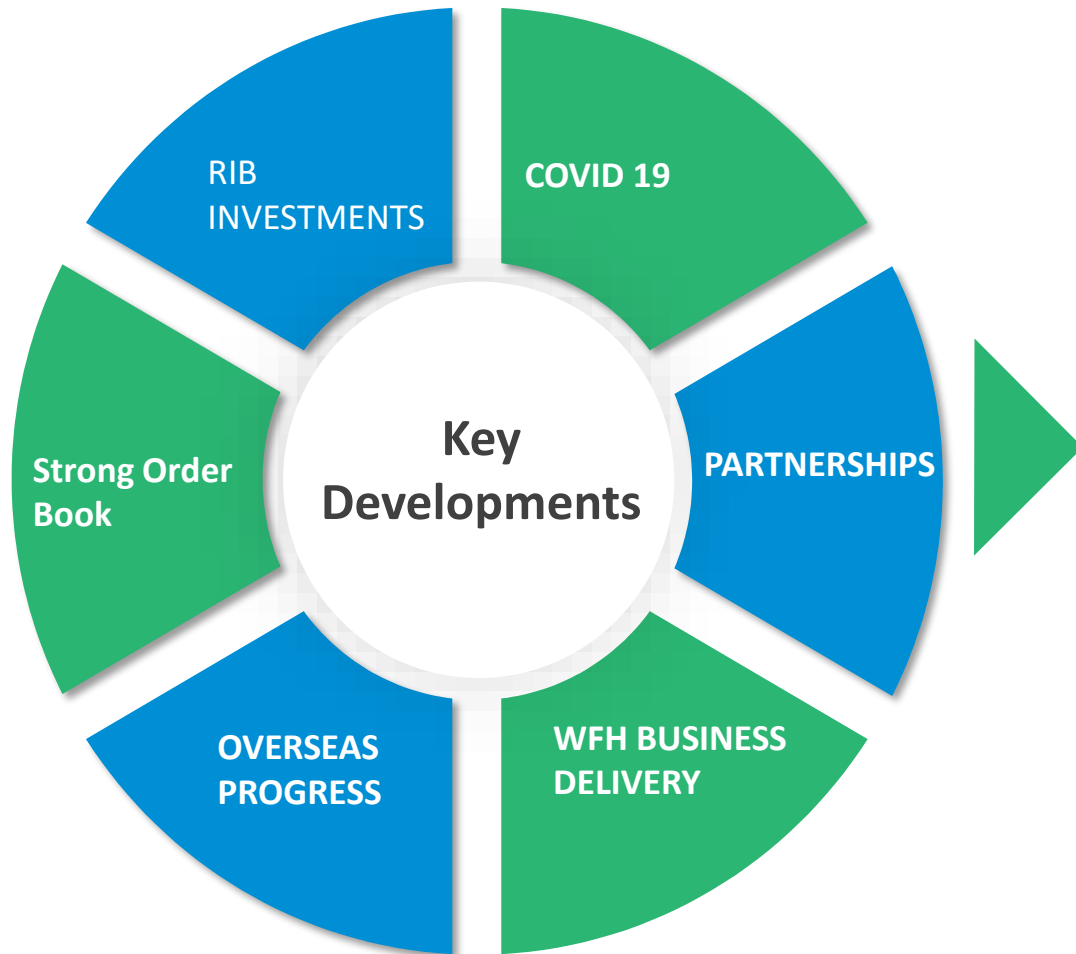 RIB
INVESTMENTS
COVID 19
Strong Order
Book
Key
Developments
PARTNERSHIPS
OVERSEAS
PROGRESS
WFH BUSINESS
DELIVERY